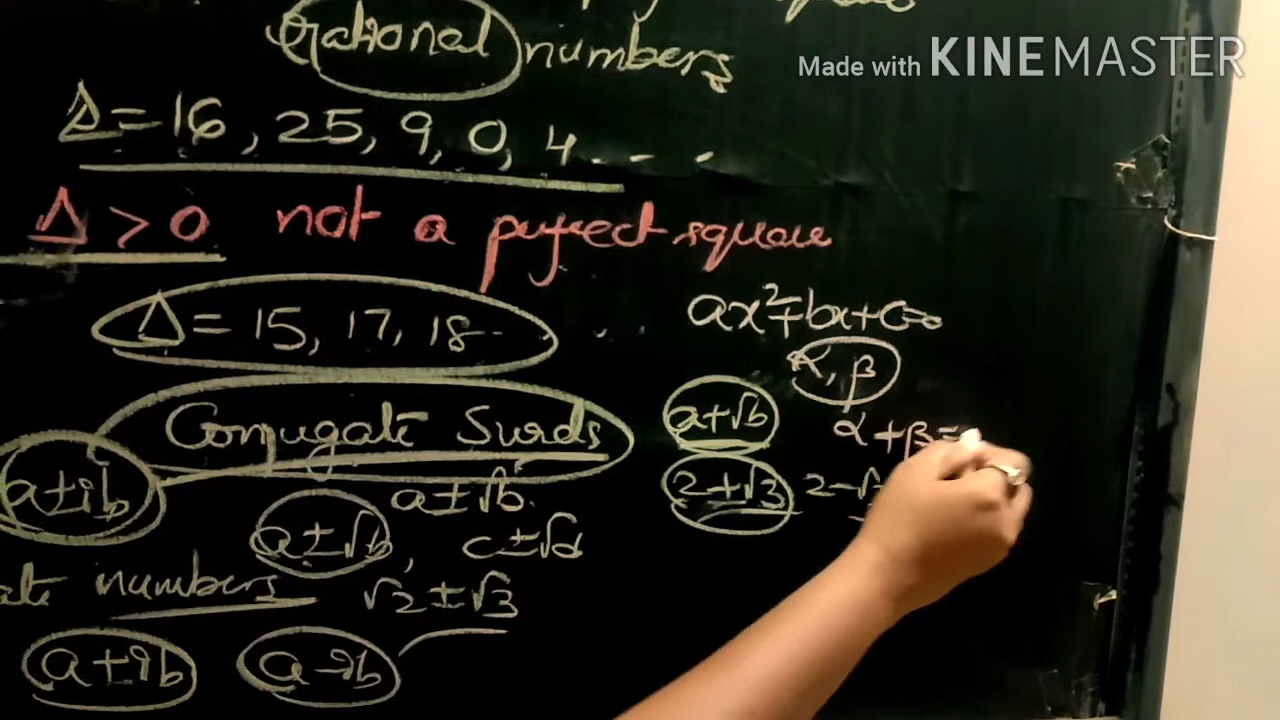 rational numbers
Made with KINEMASTER
Δ = 16, 25, 9, 0, 4 . . .
Δ > 0 not a perfect square
Δ = 15, 17, 18
ax²+bx+c=0
α, β
Conjugate Surds
a+√b
α+β=
a±ib
a±√b
2+√3 2-√
a±√b, c±√d
numbers √2±√3
a+ib a-ib